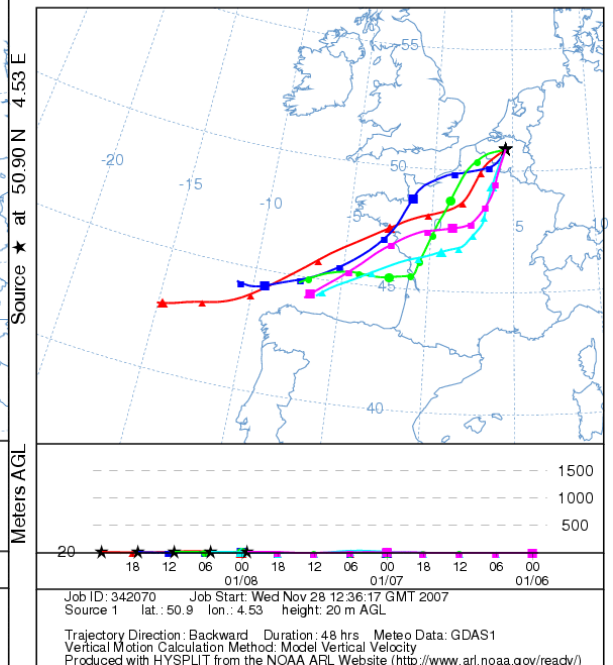 Source ★ at 50.90 N 4.53 E
-55
-20
-15
-10
-5
50
5
45
40
Meters AGL
1500
1000
500
20
18 12 06 00 18 12 06 00 18 12 06 00
01/08 01/07 01/06
Job ID: 342070 Job Start: Wed Nov 28 12:36:17 GMT 2007
Source 1 lat.: 50.9 lon.: 4.53 height: 20 m AGL
Trajectory Direction: Backward Duration: 48 hrs Meteo Data: GDAS1
Vertical Motion Calculation Method: Model Vertical Velocity
Produced with HYSPLIT from the NOAA ARL Website (http://www.arl.noaa.gov/ready/)